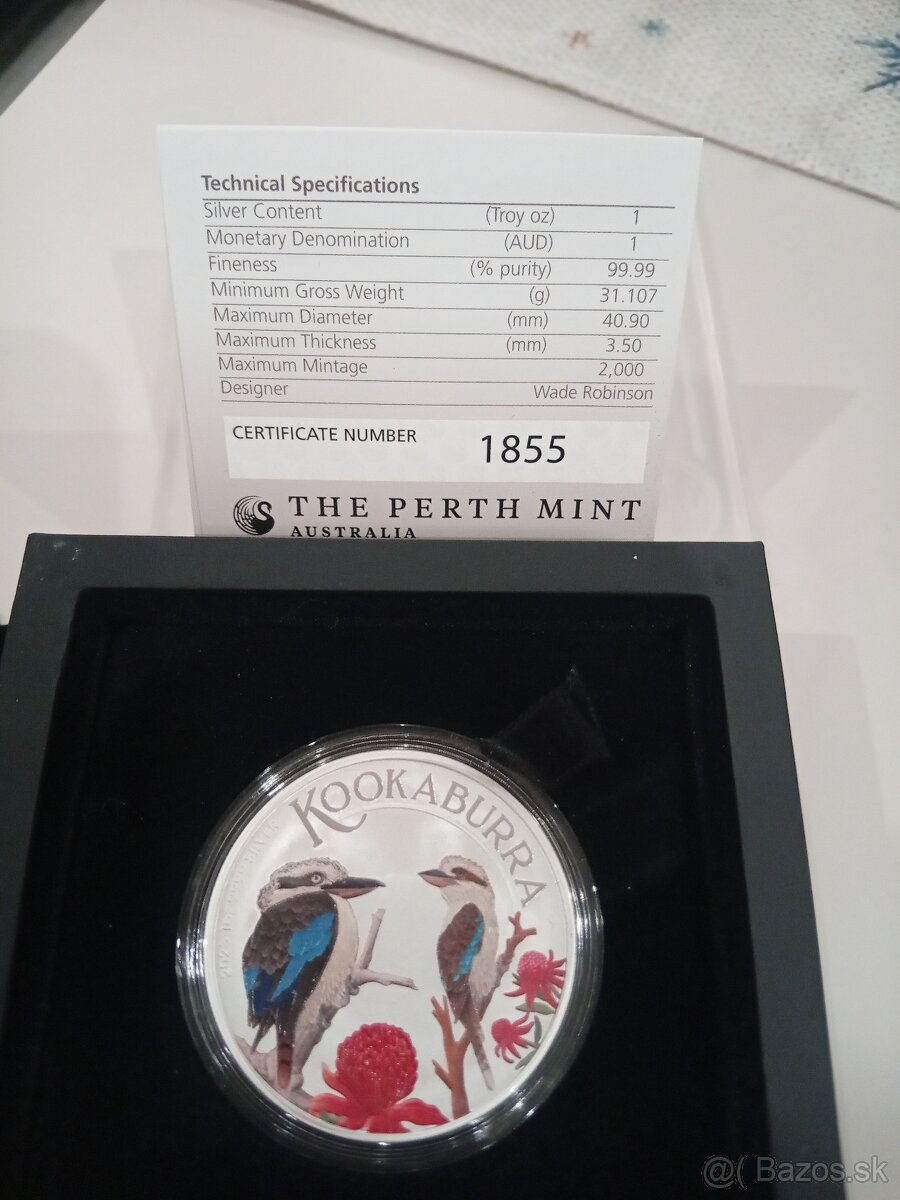 Technical Specifications
Silver Content (Troy oz) 1
Monetary Denomination (AUD) 1
Fineness (% purity) 99.99
Minimum Gross Weight (g) 31.107
Maximum Diameter (mm) 40.90
Maximum Thickness (mm) 3.50
Maximum Mintage 2,000
Designer Wade Robinson
CERTIFICATE NUMBER 1855
THE PERTH MINT
AUSTRALIA
KOOKABURRA
@( Bazos.sk